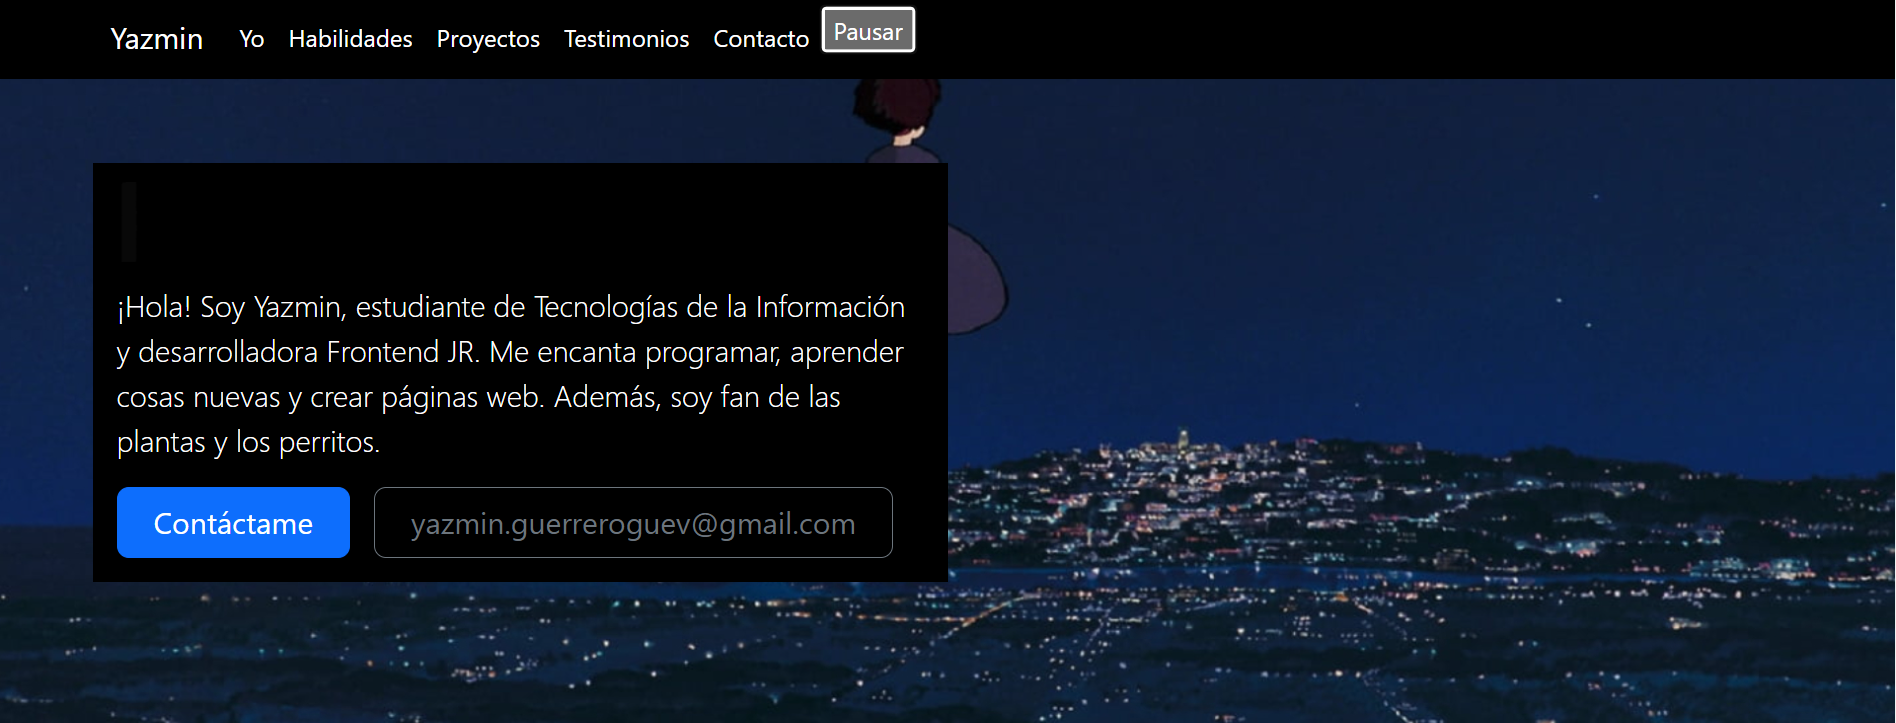 Yazmin Yo Habilidades Proyectos Testimonios Contacto Pausar
¡Hola! Soy Yazmin, estudiante de Tecnologías de la Información
y desarrolladora Frontend JR. Me encanta programar, aprender
cosas nuevas y crear páginas web. Además, soy fan de las
plantas y los perritos.
Contáctame yazmin.guerreroguev@gmail.com